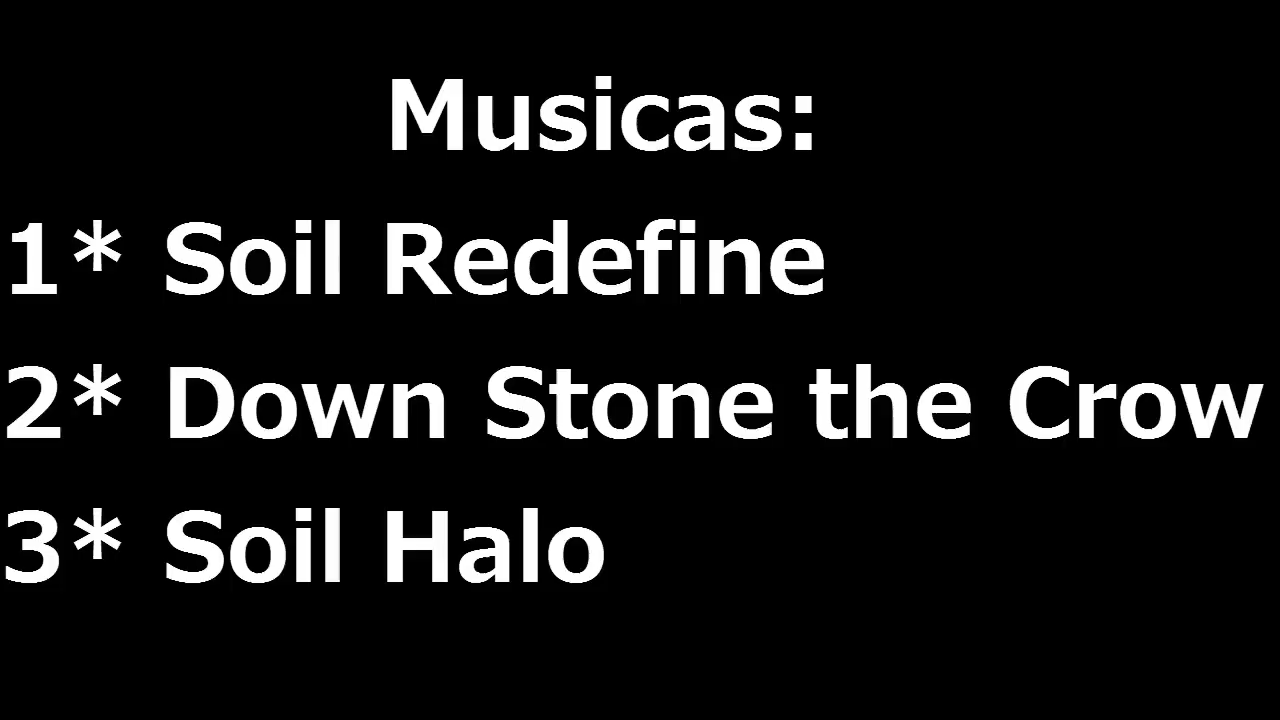 Musicas:
1* Soil Redefine
2* Down Stone the Crow
3* Soil Halo